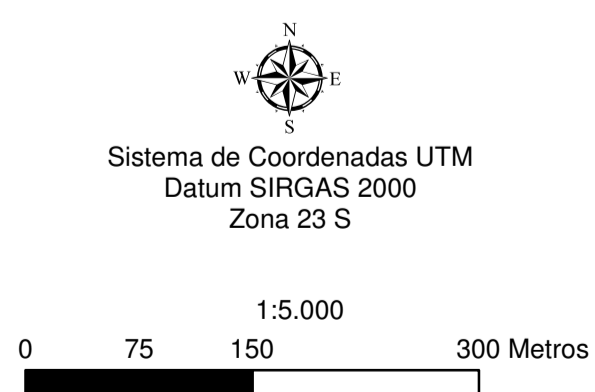 N
W E
S
Sistema de Coordenadas UTM
Datum SIRGAS 2000
Zona 23 S
1:5.000
0 75 150 300 Metros